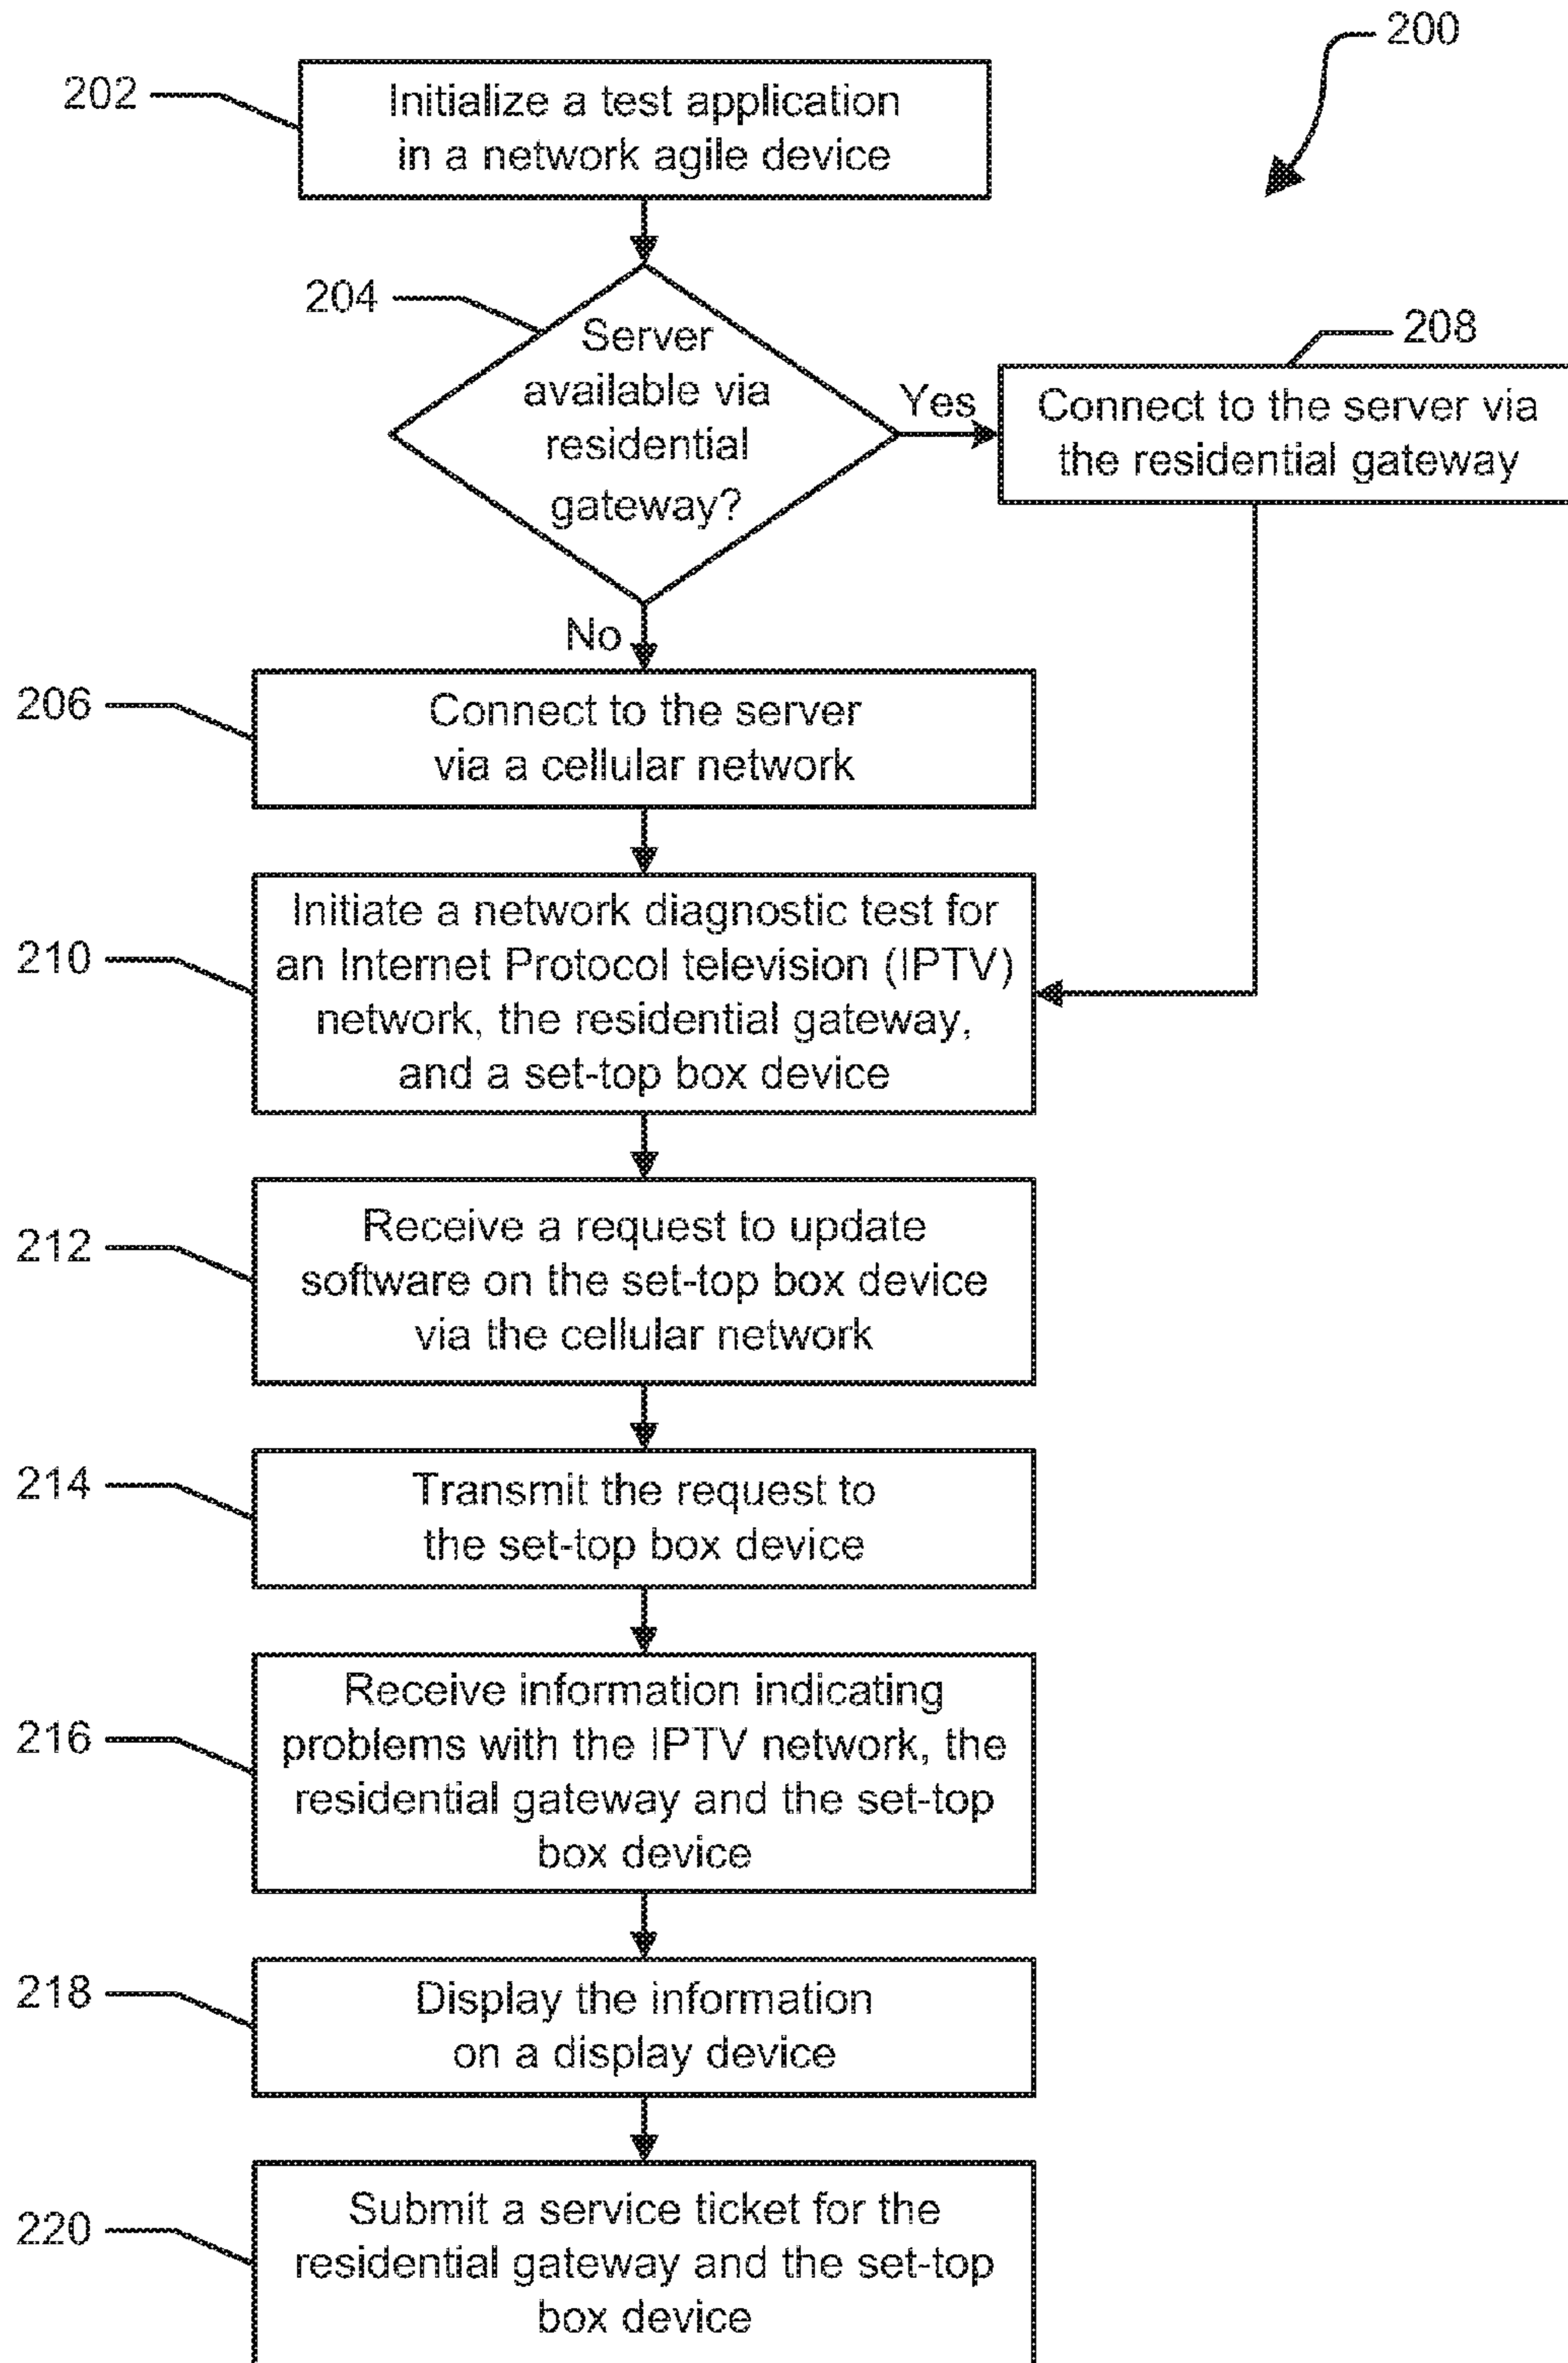 200
202
Initialize a test application
in a network agile device
204
Server
available via
residential
gateway?
Yes
208
Connect to the server via
the residential gateway
No
206
Connect to the server
via a cellular network
210
Initiate a network diagnostic test for
an Internet Protocol television (IPTV)
network, the residential gateway,
and a set-top box device
212
Receive a request to update
software on the set-top box device
via the cellular network
214
Transmit the request to
the set-top box device
216
Receive information indicating
problems with the IPTV network, the
residential gateway and the set-top
box device
218
Display the information
on a display device
220
Submit a service ticket for the
residential gateway and the set-top
box device